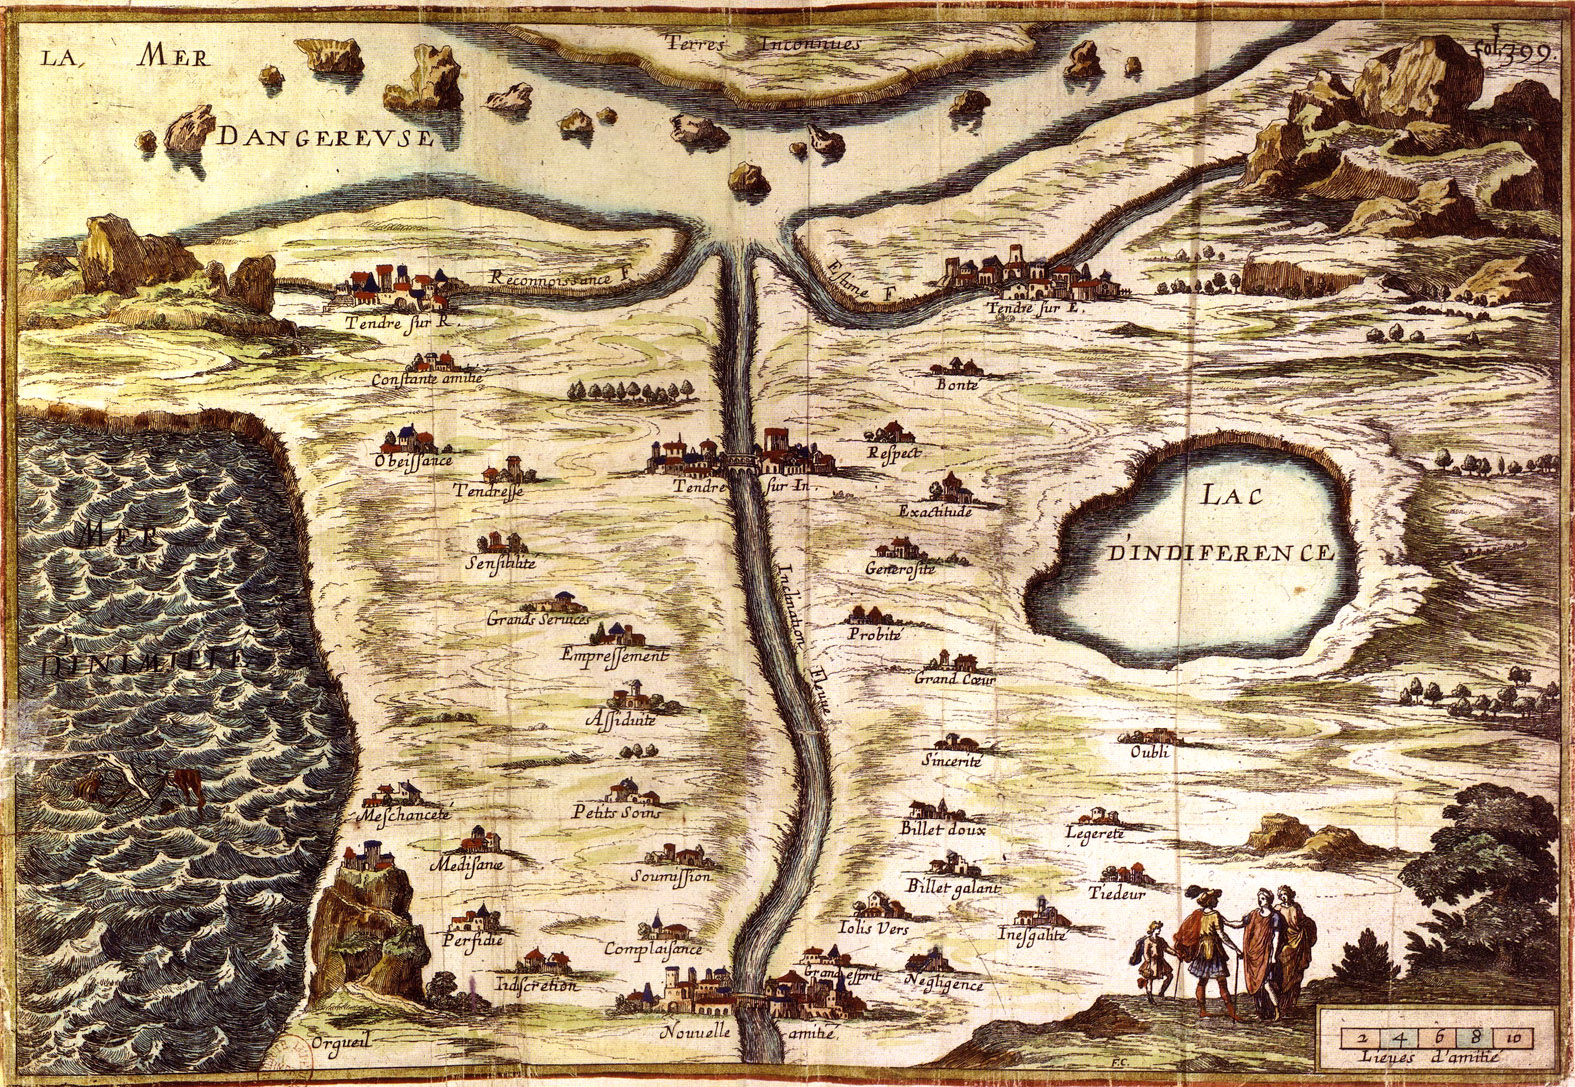 LA MER
DANGEREVSE
Terres Inconnues
fol, 399.
Reconnoissance F.
Estime F.
Tendre sur R.
Tendre sur E.
Constante amitié
Bonté
Obeissance
Respect
Tendresse
Tendre sur In.
Exactitude
LAC
D'INDIFERENCE
MER
D'INIMITIE
Sensibilité
Generosité
Inclination Fleuve
Grands Services
Probité
Empressement
Grand Cœur
Assiduité
Sincerité
Oubli
Meschanceté
Petits Soins
Billet doux
Legereté
Medisance
Soumission
Billet galant
Tiedeur
Perfidie
Complaisance
Iolis Vers
Inesgalité
Indiscretion
Grand esprit
Negligence
Orgueil
Nouvelle amitié
F.C.
2 4 6 8 10
Lieues d'amitié